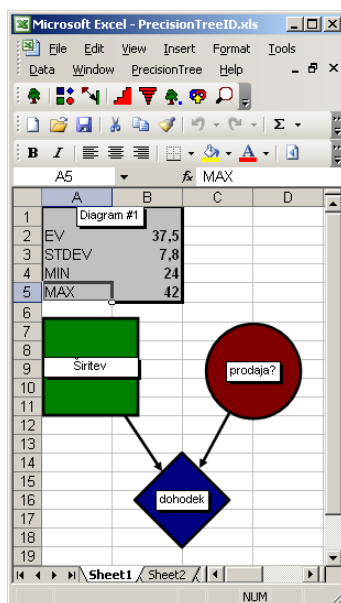 Microsoft Excel - PrecisionTreeID.xls
File Edit View Insert Format Tools
Data Window PrecisionTree Help
B I A
A5 fx MAX
A B C D
1 Diagram #1
2 EV 37,5
3 STDEV 7,8
4 MIN 24
5 MAX 42
6
7
8
9 Širitev prodaja?
10
11
12
13
14
15
16 dohodek
17
18
19
Sheet1 Sheet2
NUM